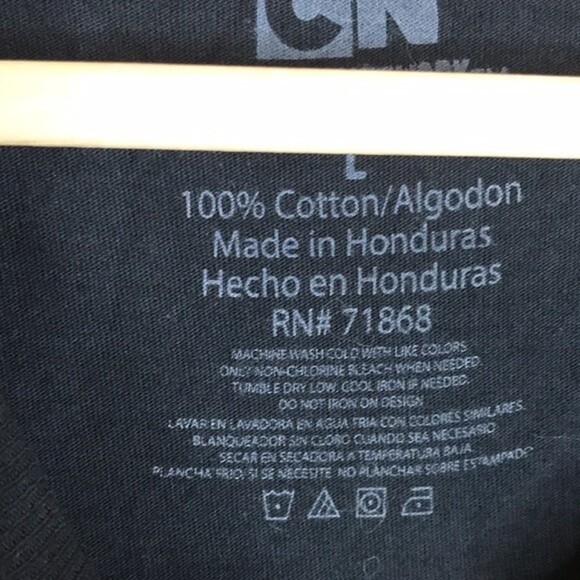 CN
L
100% Cotton/Algodon
Made in Honduras
Hecho en Honduras
RN# 71868
MACHINE WASH COLD WITH LIKE COLORS
ONLY NON-CHLORINE BLEACH WHEN NEEDED
TUMBLE DRY LOW. COOL IRON IF NEEDED.
DO NOT IRON ON DESIGN
LAVAR EN LAVADORA EN AGUA FRIA CON COLORES SIMILARES.
BLANQUEADOR SIN CLORO CUANDO SEA NECESARIO
SECAR EN SECADORA A TEMPERATURA BAJA.
PLANCHA FRIO, SI SE NECESITE. NO PLANCHAR SOBRE ESTAMPADO